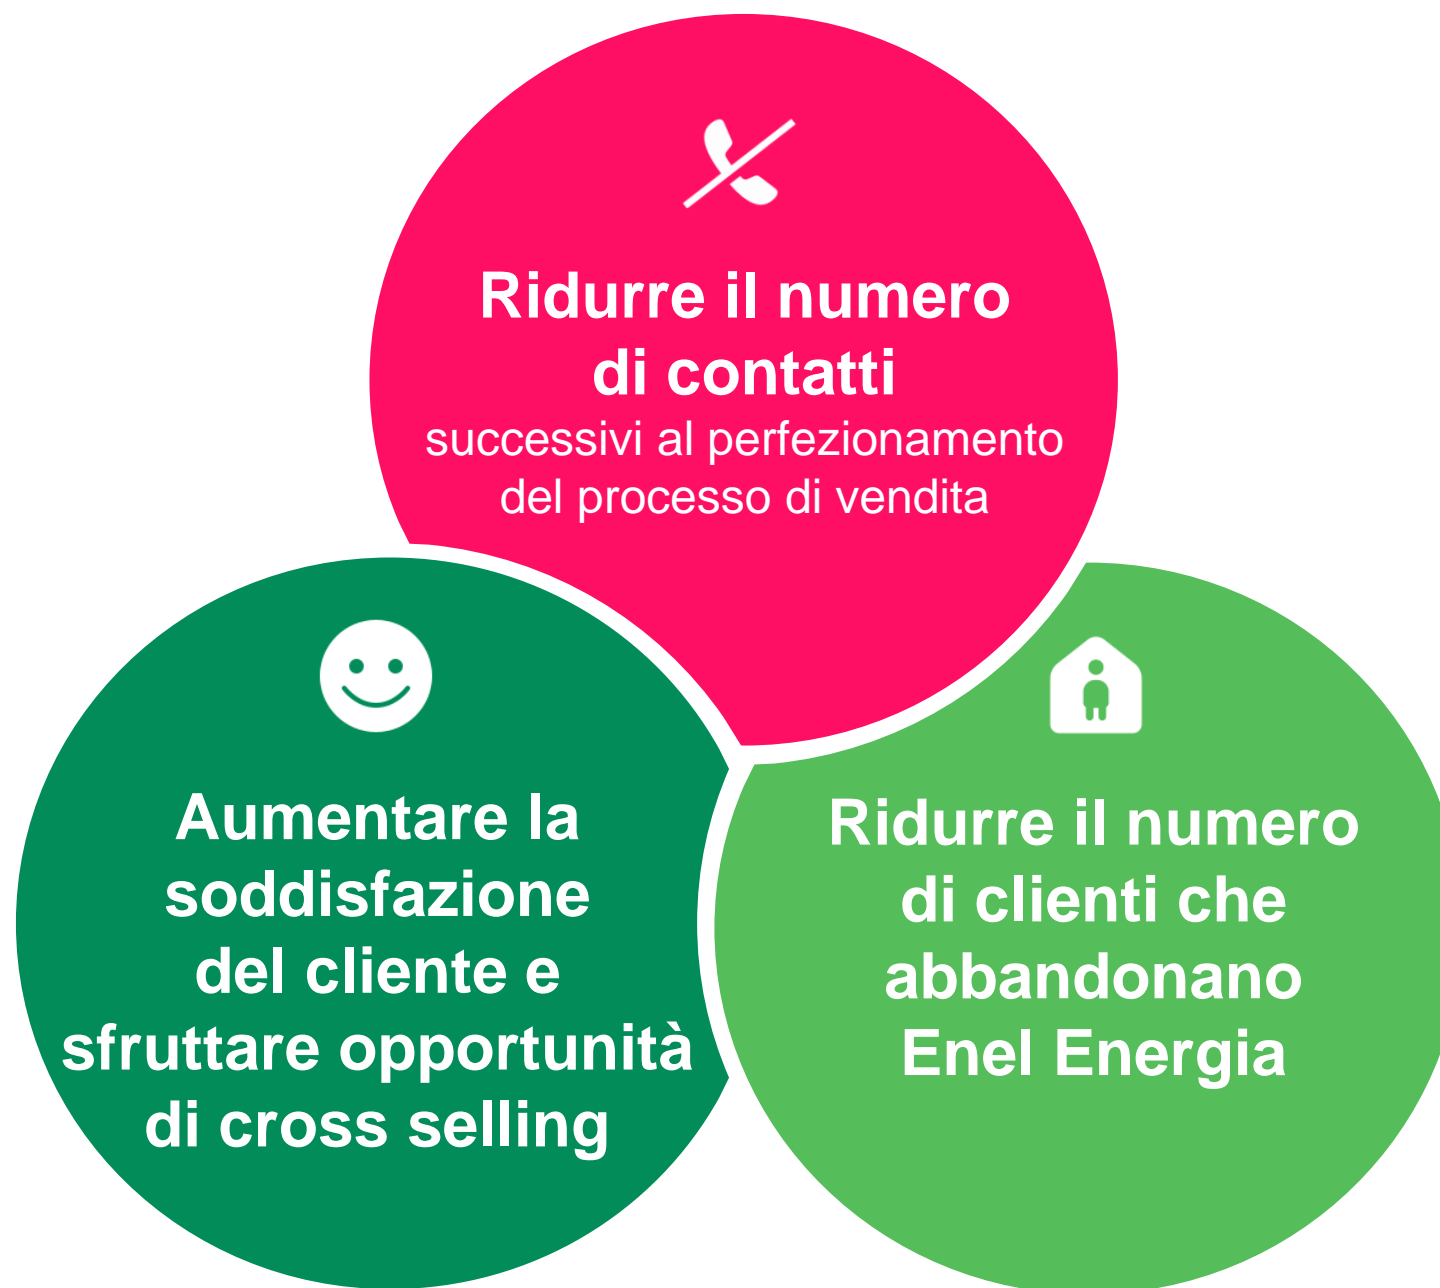 Ridurre il numero
di contatti
successivi al perfezionamento
del processo di vendita
Aumentare la
soddisfazione
del cliente e
sfruttare opportunità
di cross selling
Ridurre il numero
di clienti che
abbandonano
Enel Energia